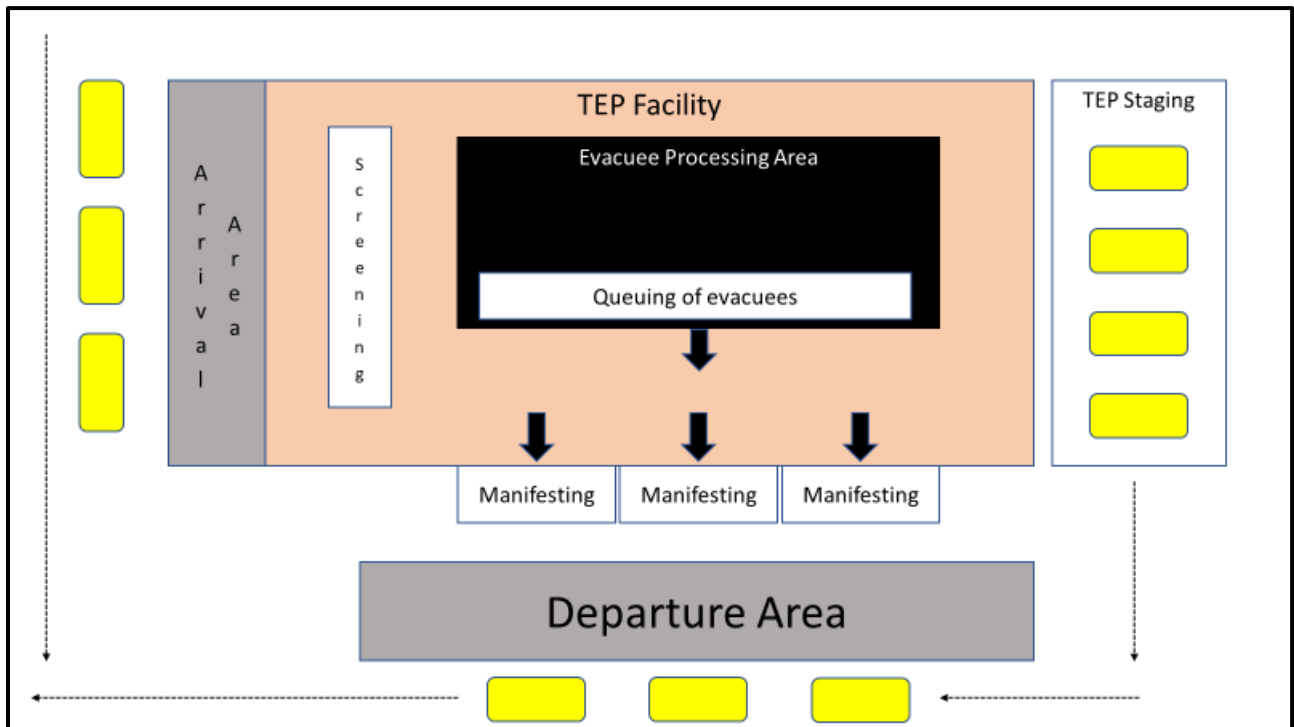 TEP Facility
TEP Staging
Arrival
Area
Screening
Evacuee Processing Area
Queuing of evacuees
Manifesting
Manifesting
Manifesting
Departure Area